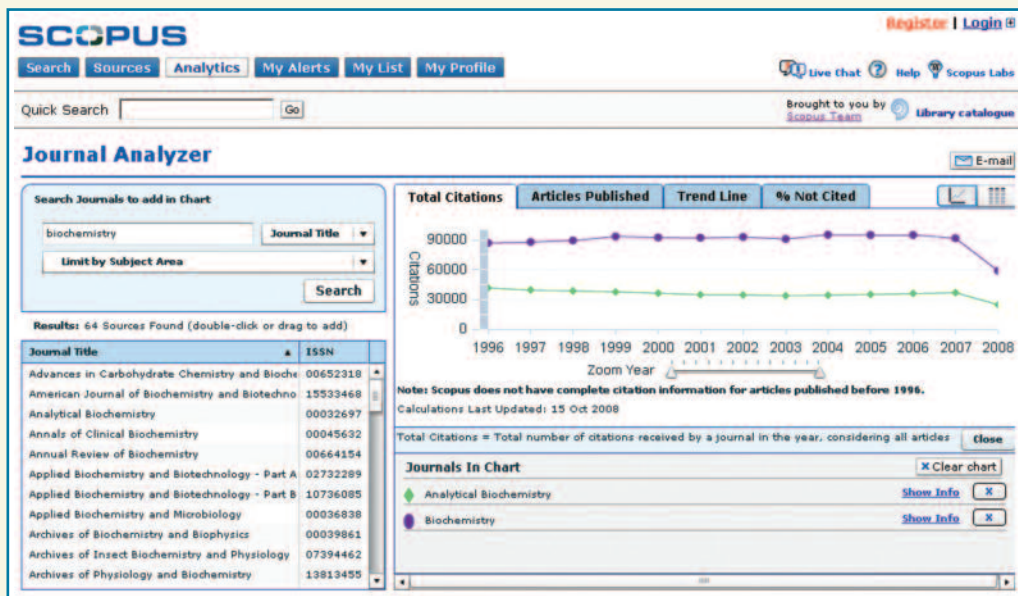 SCOPUS
Register | Login
Search Sources Analytics My Alerts My List My Profile
Live Chat Help Scopus Labs
Quick Search Go
Brought to you by
Scopus Team
Library catalogue
Journal Analyzer
E-mail
Search Journals to add in Chart
biochemistry Journal Title
Limit by Subject Area
Search
Results: 64 Sources Found (double-click or drag to add)
Journal Title ISSN
Advances in Carbohydrate Chemistry and Bioche 00652318
American Journal of Biochemistry and Biotechno 15533468
Analytical Biochemistry 00032697
Annals of Clinical Biochemistry 00045632
Annual Review of Biochemistry 00664154
Applied Biochemistry and Biotechnology - Part A 02732289
Applied Biochemistry and Biotechnology - Part B 10736085
Applied Biochemistry and Microbiology 00036838
Archives of Biochemistry and Biophysics 00039861
Archives of Insect Biochemistry and Physiology 07394462
Archives of Physiology and Biochemistry 13813455
Total Citations Articles Published Trend Line % Not Cited
Citations
90000
60000
30000
0
1996 1997 1998 1999 2000 2001 2002 2003 2004 2005 2006 2007 2008
Zoom Year
Note: Scopus does not have complete citation information for articles published before 1996.
Calculations Last Updated: 15 Oct 2008
Total Citations = Total number of citations received by a journal in the year, considering all articles Close
Journals In Chart x Clear chart
Analytical Biochemistry Show Info x
Biochemistry Show Info x